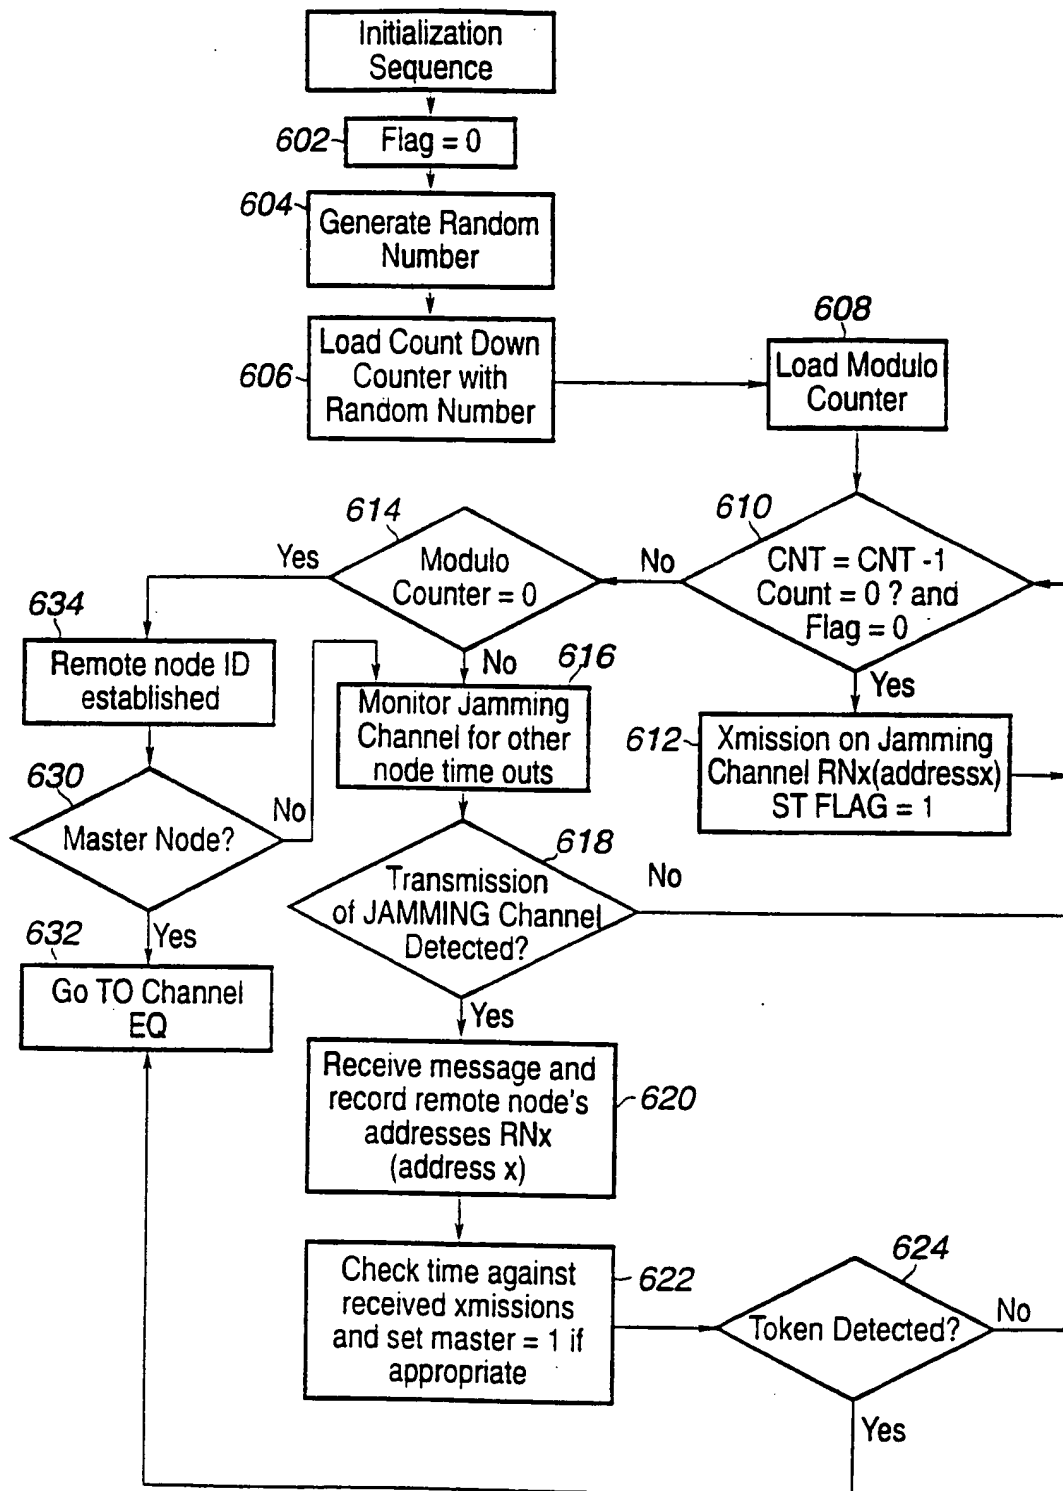 Initialization
Sequence
602
Flag = 0
604
Generate Random
Number
606
Load Count Down
Counter with
Random Number
608
Load Modulo
Counter
610
CNT = CNT -1
Count = 0 ? and
Flag = 0
No
Yes
614
Modulo
Counter = 0
Yes
No
634
Remote node ID
established
616
Monitor Jamming
Channel for other
node time outs
612
Xmission on Jamming
Channel RNx(addressx)
ST FLAG = 1
630
Master Node?
No
Yes
618
Transmission
of JAMMING Channel
Detected?
No
Yes
632
Go TO Channel
EQ
Receive message and
record remote node's
addresses RNx
(address x)
620
Check time against
received xmissions
and set master = 1 if
appropriate
622
624
Token Detected?
No
Yes